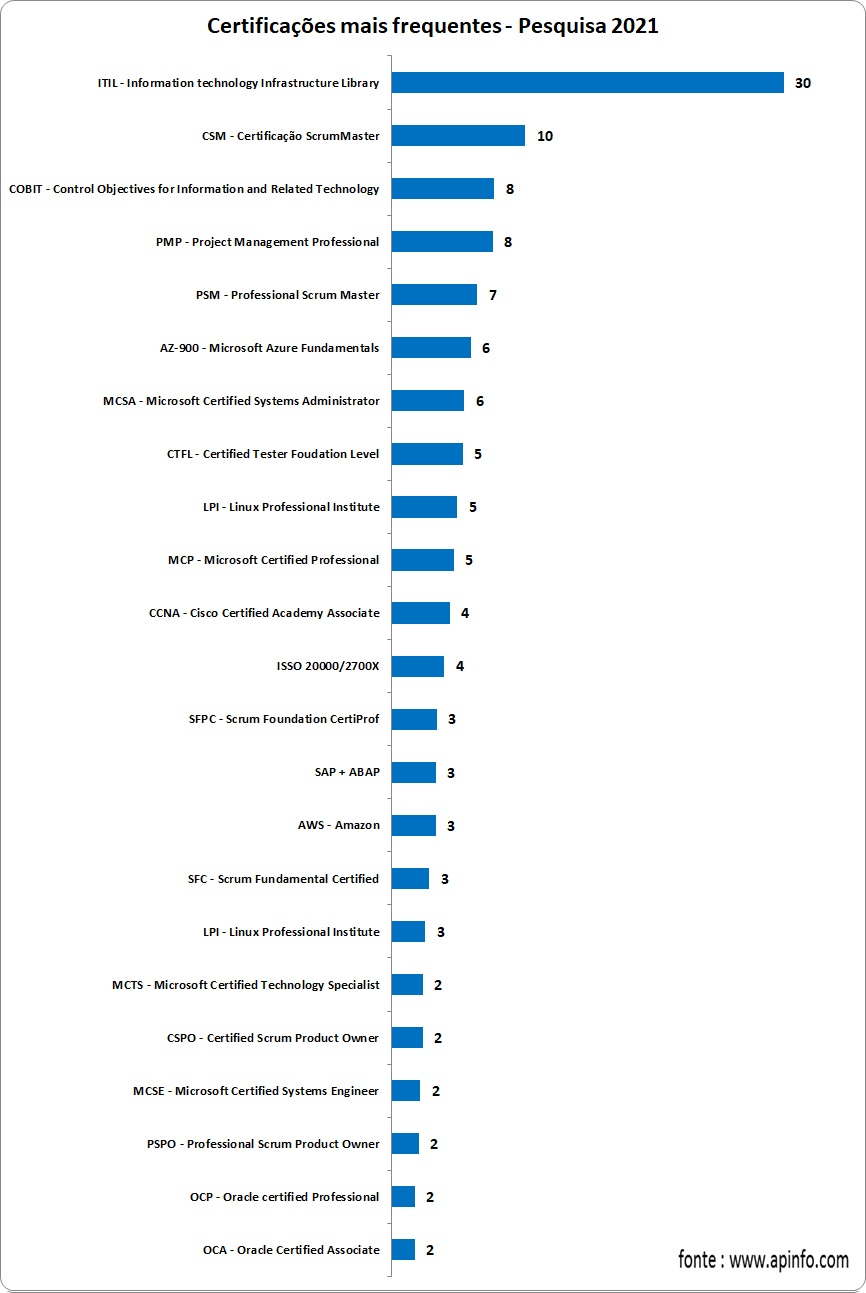 Certificações mais frequentes - Pesquisa 2021
ITIL - Information technology Infrastructure Library 30
CSM - Certificação ScrumMaster 10
COBIT - Control Objectives for Information and Related Technology 8
PMP - Project Management Professional 8
PSM - Professional Scrum Master 7
AZ-900 - Microsoft Azure Fundamentals 6
MCSA - Microsoft Certified Systems Administrator 6
CTFL - Certified Tester Foudation Level 5
LPI - Linux Professional Institute 5
MCP - Microsoft Certified Professional 5
CCNA - Cisco Certified Academy Associate 4
ISSO 20000/2700X 4
SFPC - Scrum Foundation CertiProf 3
SAP + ABAP 3
AWS - Amazon 3
SFC - Scrum Fundamental Certified 3
LPI - Linux Professional Institute 3
MCTS - Microsoft Certified Technology Specialist 2
CSPO - Certified Scrum Product Owner 2
MCSE - Microsoft Certified Systems Engineer 2
PSPO - Professional Scrum Product Owner 2
OCP - Oracle certified Professional 2
OCA - Oracle Certified Associate 2
fonte : www.apinfo.com